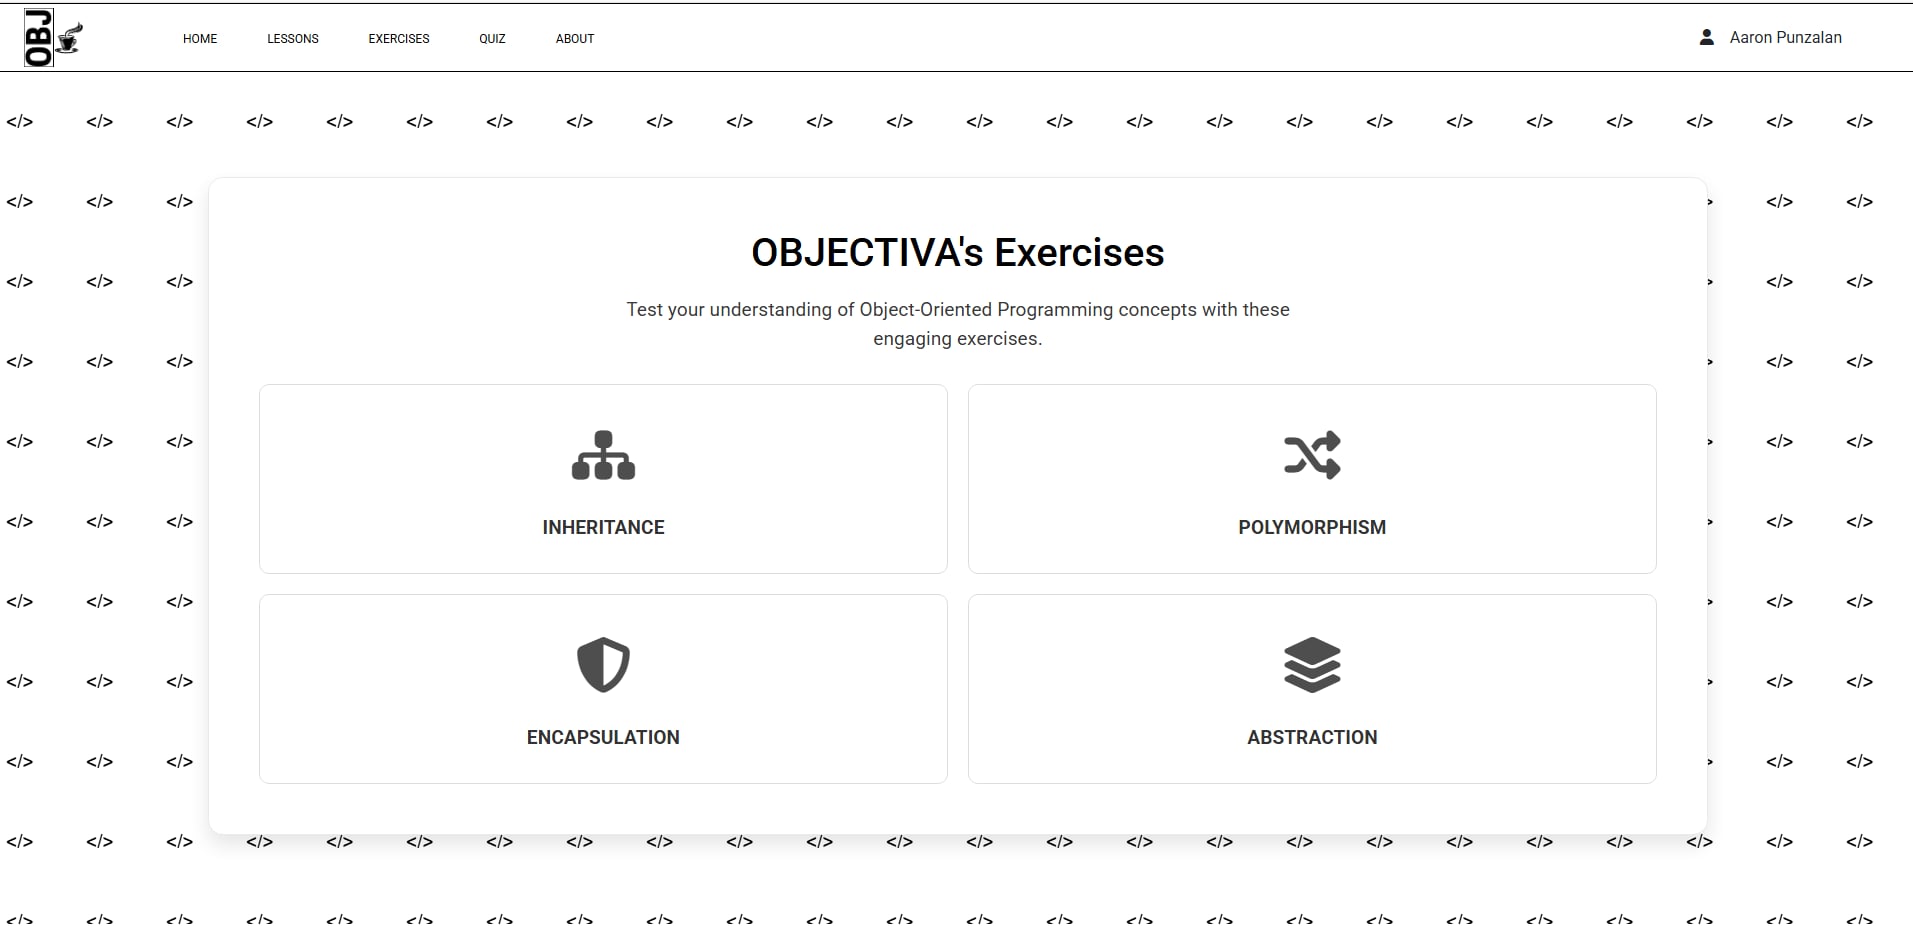 OBJ
HOME LESSONS EXERCISES QUIZ ABOUT Aaron Punzalan
</> </> </> </> </> </> </> </> </> </> </> </> </> </> </> </> </> </> </> </> </> </> </> </>
</> </> </> > </> </>
OBJECTIVA's Exercises
</> </> </> > </> </>
Test your understanding of Object-Oriented Programming concepts with these
engaging exercises.
</> </> </> > </> </>
</> </> </> > </> </>
</> </> </> > </> </>
INHERITANCE POLYMORPHISM
</> </> </> > </> </>
</> </> </> > </> </>
ENCAPSULATION ABSTRACTION
</> </> </> > </> </>
</> </> </> </> </> </> </> </> </> </> </> </> </> </> </> </> </> </> </> </> </> </> </> </>
</> </> </> </> </> </> </> </> </> </> </> </> </> </> </> </> </> </> </> </> </> </> </> </>